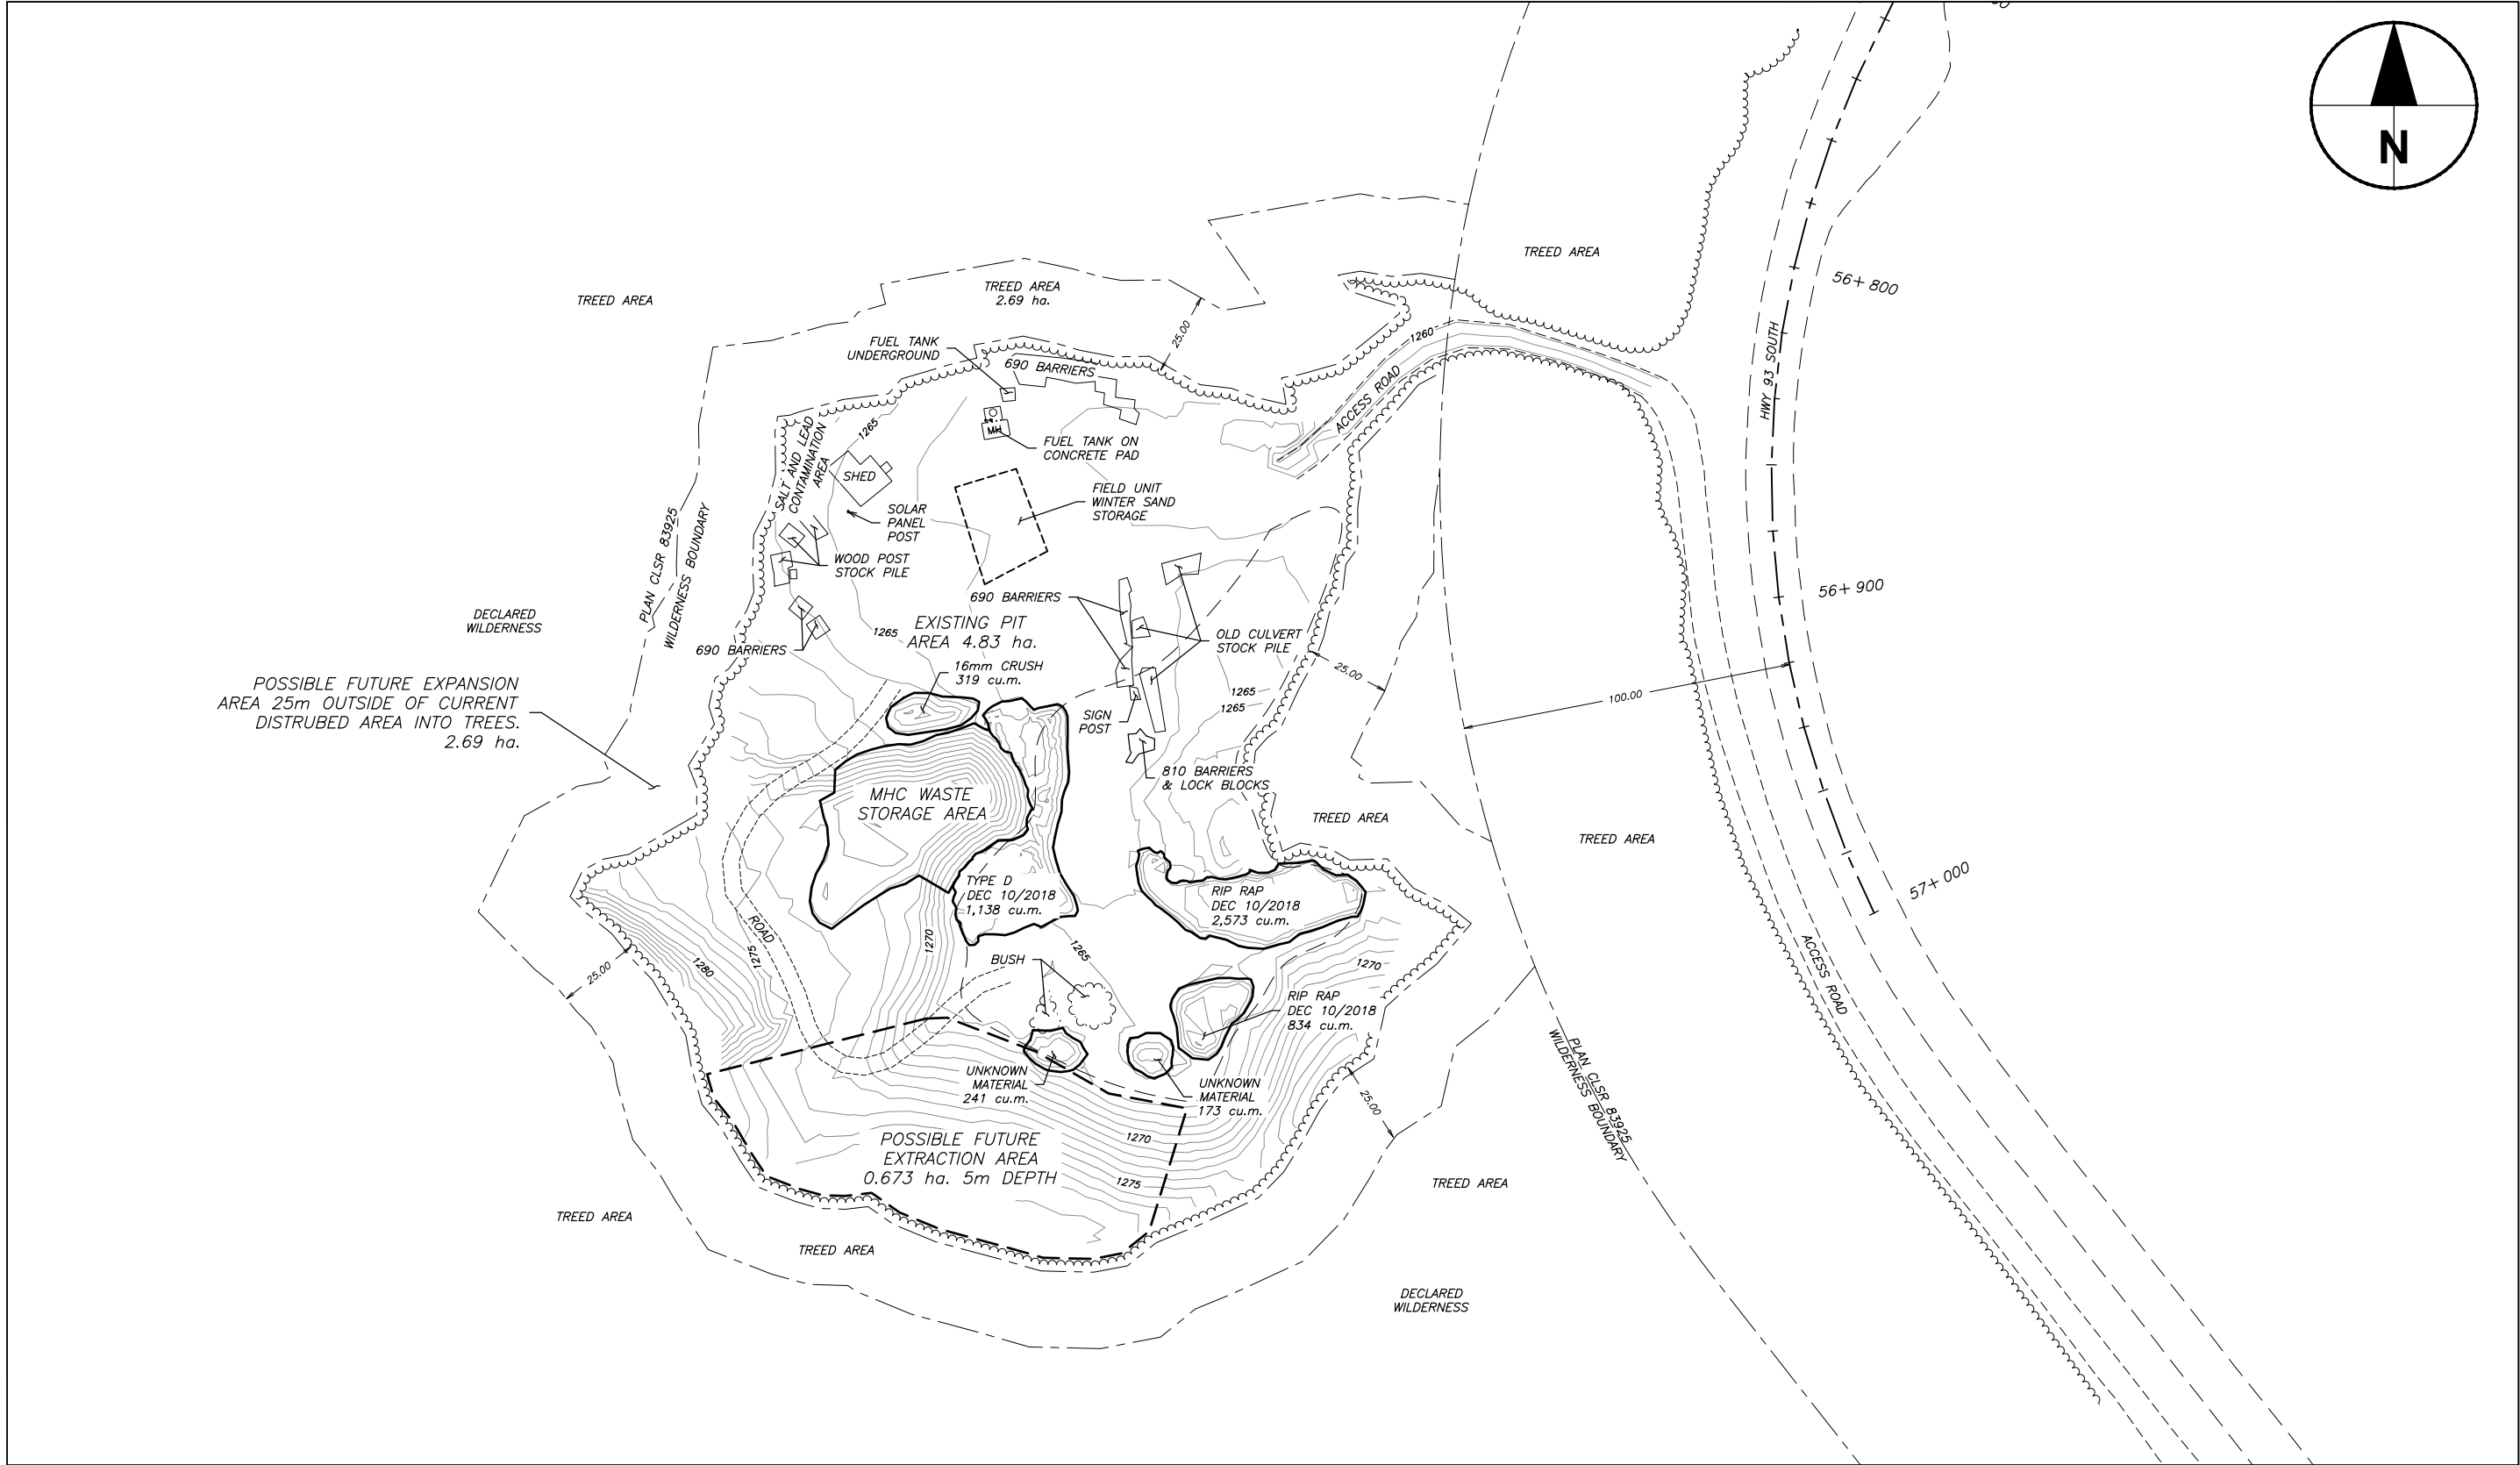 N
TREED AREA
56+ 800
TREED AREA
TREED AREA
2.69 ha.
25.00
FUEL TANK
UNDERGROUND
690 BARRIERS
1260
ACCESS ROAD
HWY 93 SOUTH
1265
SALT AND LEAD
CONTAMINATION
AREA
MH
FUEL TANK ON
CONCRETE PAD
SHED
FIELD UNIT
WINTER SAND
STORAGE
SOLAR
PANEL
POST
PLAN CLSR 83925
WILDERNESS BOUNDARY
WOOD POST
STOCK PILE
56+ 900
DECLARED
WILDERNESS
690 BARRIERS
EXISTING PIT
AREA 4.83 ha.
1265
OLD CULVERT
STOCK PILE
690 BARRIERS
16mm CRUSH
319 cu.m.
25.00
POSSIBLE FUTURE EXPANSION
AREA 25m OUTSIDE OF CURRENT
DISTRUBED AREA INTO TREES.
2.69 ha.
1265
1265
100.00
SIGN
POST
810 BARRIERS
& LOCK BLOCKS
MHC WASTE
STORAGE AREA
TREED AREA
TREED AREA
57+ 000
TYPE D
DEC 10/2018
1,138 cu.m.
RIP RAP
DEC 10/2018
2,573 cu.m.
ROAD
1275
1270
1265
BUSH
1280
25.00
1270
ACCESS ROAD
RIP RAP
DEC 10/2018
834 cu.m.
UNKNOWN
MATERIAL
241 cu.m.
UNKNOWN
MATERIAL
173 cu.m.
25.00
PLAN CLSR 83925
WILDERNESS BOUNDARY
1270
POSSIBLE FUTURE
EXTRACTION AREA
0.673 ha. 5m DEPTH
1275
TREED AREA
TREED AREA
TREED AREA
DECLARED
WILDERNESS